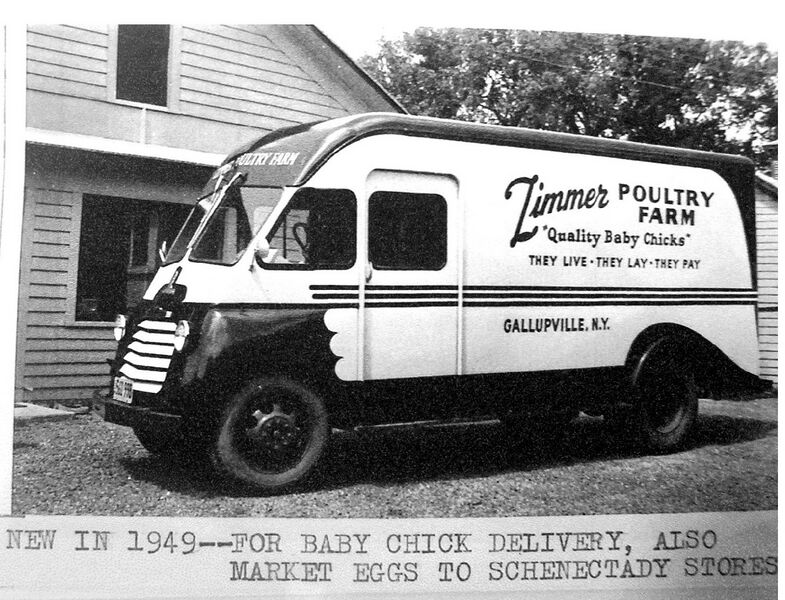 POULTRY FARM
Zimmer POULTRY
FARM
"Quality Baby Chicks"
THEY LIVE · THEY LAY · THEY PAY
GALLUPVILLE, N.Y.
NEW IN 1949--FOR BABY CHICK DELIVERY, ALSO
MARKET EGGS TO SCHENECTADY STORES